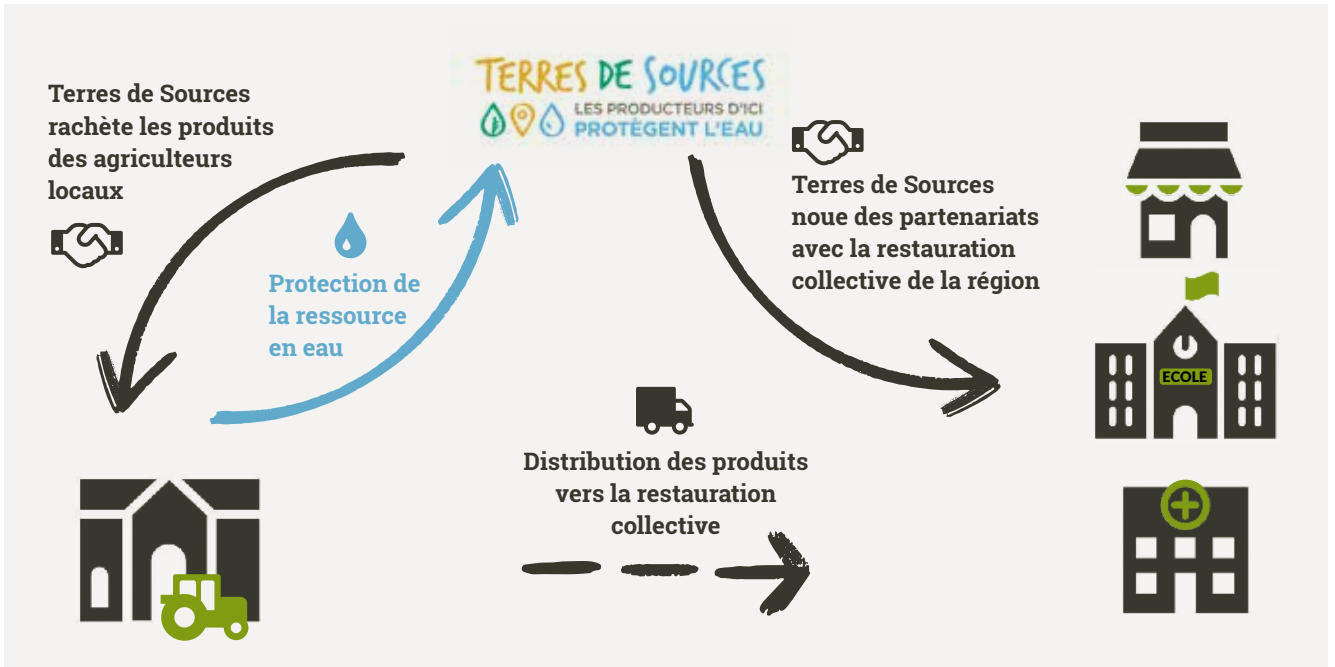 TERRES DE SOURCES
LES PRODUCTEURS D'ICI
PROTÈGENT L'EAU
Terres de Sources
rachète les produits
des agriculteurs
locaux
Protection de
la ressource
en eau
Terres de Sources
noue des partenariats
avec la restauration
collective de la région
ECOLE
Distribution des produits
vers la restauration
collective